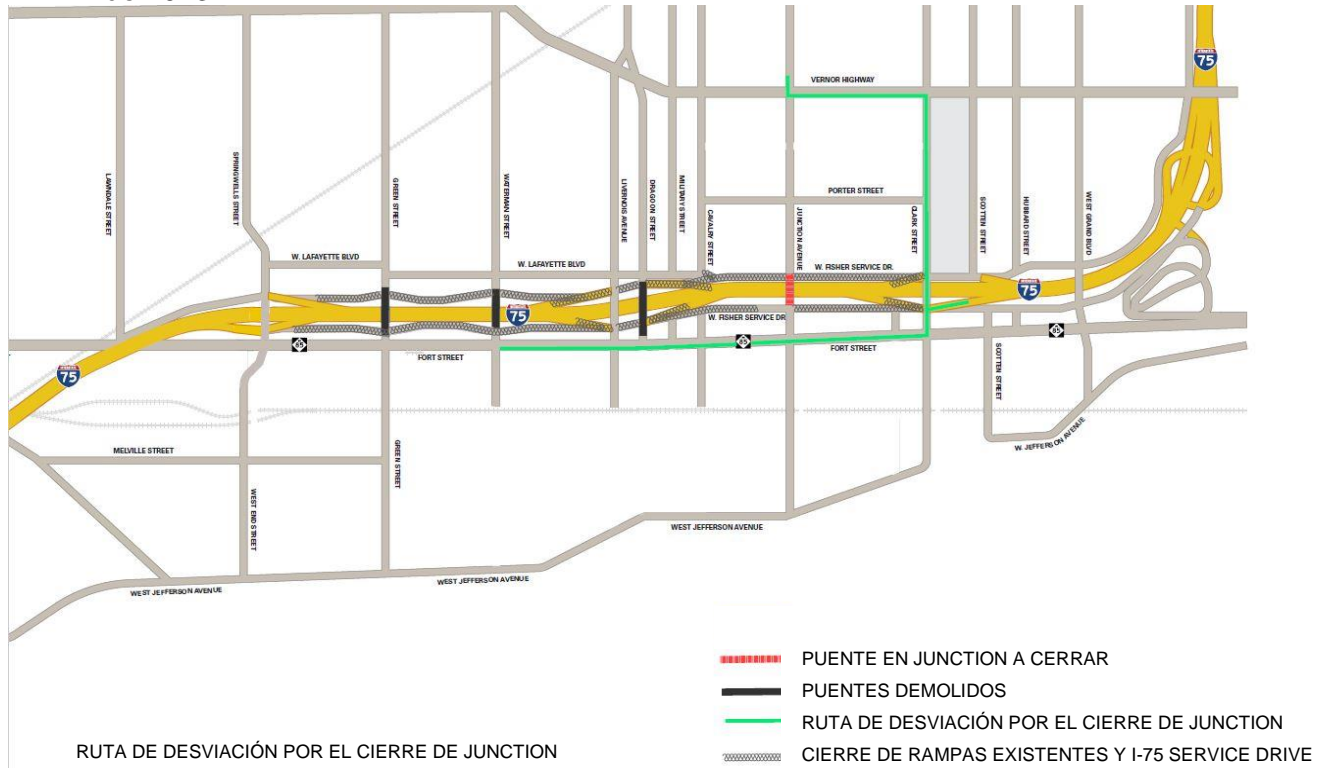 75
VERNOR HIGHWAY
LAWNDALE STREET
SPRINGWELLS STREET
GREEN STREET
WATERMAN STREET
LIVERNOIS AVENUE
DRAGOON STREET
MILITARY STREET
CAVALRY STREET
JUNCTION AVENUE
PORTER STREET
CLARK STREET
SCOTTEN STREET
HUBBARD STREET
WEST GRAND BLVD
W. LAFAYETTE BLVD
W. LAFAYETTE BLVD
W. FISHER SERVICE DR.
75
75
W. FISHER SERVICE DR
85
85
85
FORT STREET
FORT STREET
75
SCOTTEN STREET
W. JEFFERSON AVENUE
MELVILLE STREET
GREEN STREET
WEST END STREET
WEST JEFFERSON AVENUE
WEST JEFFERSON AVENUE
WEST JEFFERSON AVENUE
PUENTE EN JUNCTION A CERRAR
PUENTES DEMOLIDOS
RUTA DE DESVIACIÓN POR EL CIERRE DE JUNCTION
CIERRE DE RAMPAS EXISTENTES Y I-75 SERVICE DRIVE
RUTA DE DESVIACIÓN POR EL CIERRE DE JUNCTION